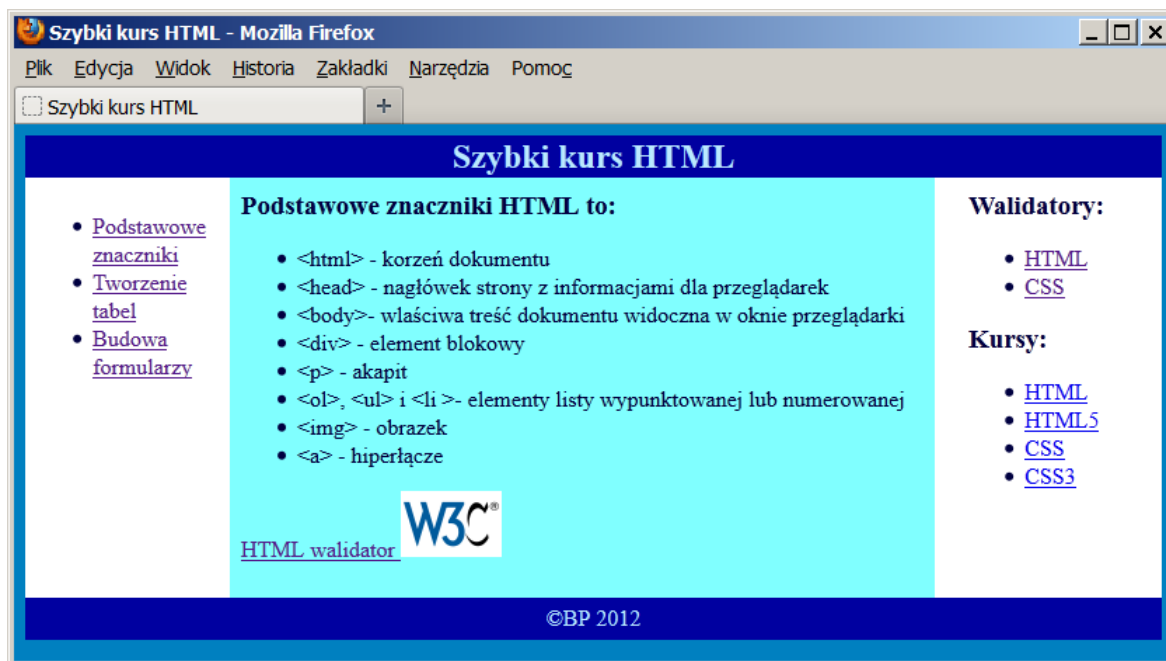 Szybki kurs HTML - Mozilla Firefox
Plik Edycja Widok Historia Zakładki Narzędzia Pomoc
Szybki kurs HTML +
Szybki kurs HTML
Podstawowe
znaczniki
Tworzenie
tabel
Budowa
formularzy
Podstawowe znaczniki HTML to:
<html> - korzeń dokumentu
<head> - nagłówek strony z informacjami dla przeglądarek
<body>- wlaściwa treść dokumentu widoczna w oknie przeglądarki
<div> - element blokowy
<p> - akapit
<ol>, <ul> i <li >- elementy listy wypunktowanej lub numerowanej
<img> - obrazek
<a> - hiperłącze
HTML walidator W3C®
Walidatory:
HTML
CSS
Kursy:
HTML
HTML5
CSS
CSS3
©BP 2012